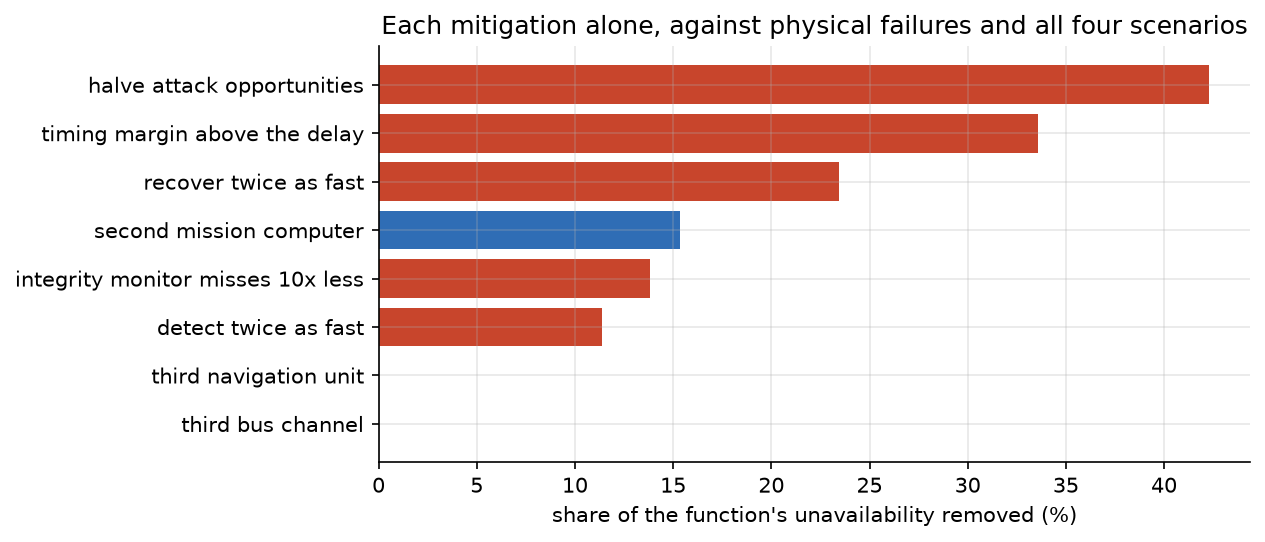 Each mitigation alone, against physical failures and all four scenarios
halve attack opportunities
timing margin above the delay
recover twice as fast
second mission computer
integrity monitor misses 10x less
detect twice as fast
third navigation unit
third bus channel
0 5 10 15 20 25 30 35 40
share of the function's unavailability removed (%)